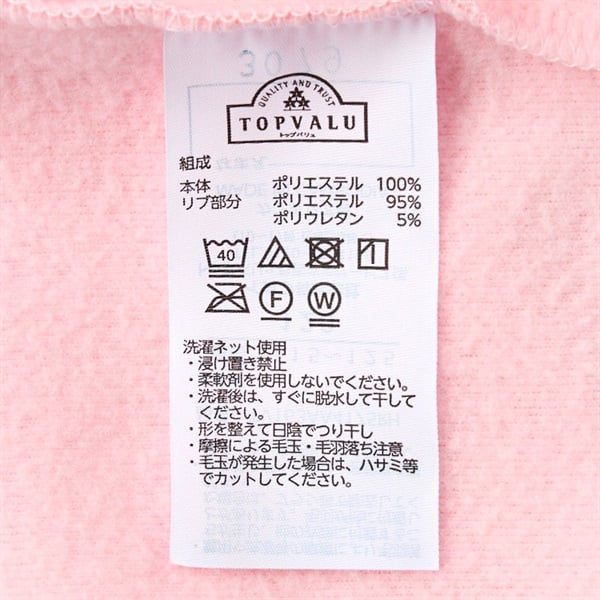 30/9
QUALITY AND TRUST
TOPVALU
トップバリュ
組成
本体 ポリエステル 100%
リブ部分 ポリエステル 95%
ポリウレタン 5%
40
F W
洗濯ネット使用
・浸け置き禁止
・柔軟剤を使用しないでください。
・洗濯後は、すぐに脱水して干して
ください。
・形を整えて日陰でつり干し
・摩擦による毛玉・毛羽落ち注意
・毛玉が発生した場合は、ハサミ等
でカットしてください。